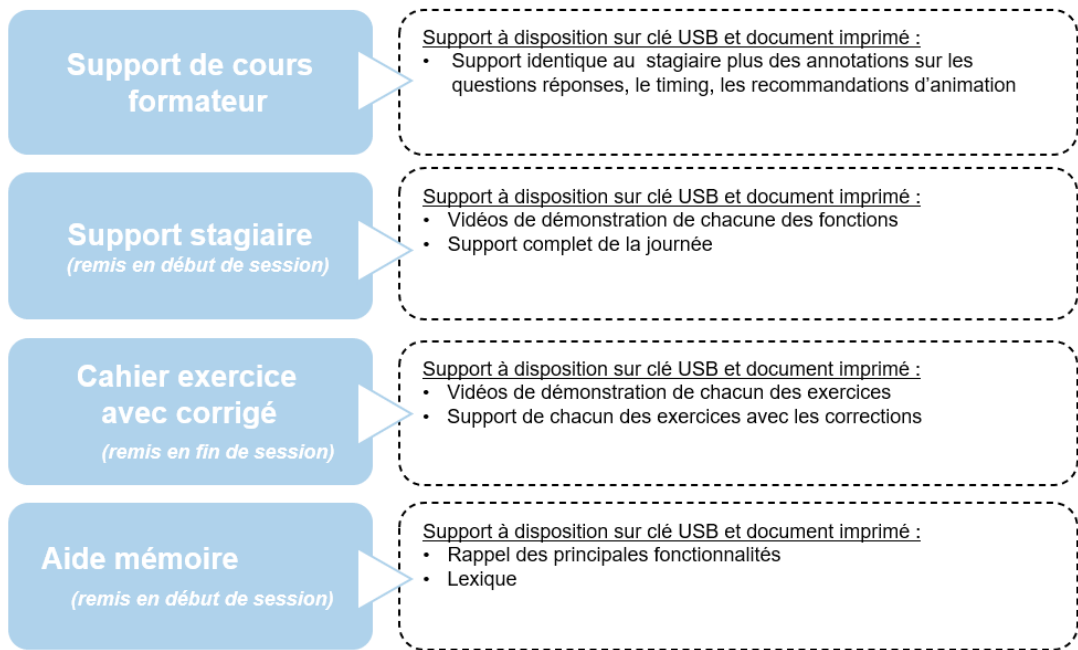 Support de cours
formateur
Support à disposition sur clé USB et document imprimé :
• Support identique au  stagiaire plus des annotations sur les
questions réponses, le timing, les recommandations d’animation
Support stagiaire
(remis en début de session)
Support à disposition sur clé USB et document imprimé :
• Vidéos de démonstration de chacune des fonctions
• Support complet de la journée
Cahier exercice
avec corrigé
(remis en fin de session)
Support à disposition sur clé USB et document imprimé :
• Vidéos de démonstration de chacun des exercices
• Support de chacun des exercices avec les corrections
Aide mémoire
(remis en début de session)
Support à disposition sur clé USB et document imprimé :
• Rappel des principales fonctionnalités
• Lexique